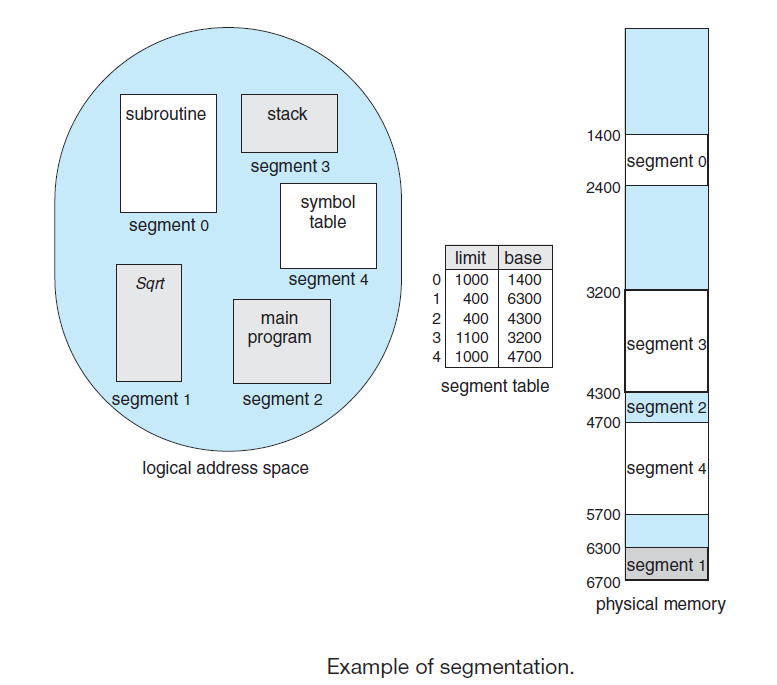 subroutine
segment 0
stack
segment 3
symbol
table
segment 4
Sqrt
segment 1
main
program
segment 2
logical address space
limit base
0 1000 1400
1 400 6300
2 400 4300
3 1100 3200
4 1000 4700
segment table
1400
segment 0
2400
3200
segment 3
4300
segment 2
4700
segment 4
5700
6300
segment 1
6700
physical memory
Example of segmentation.